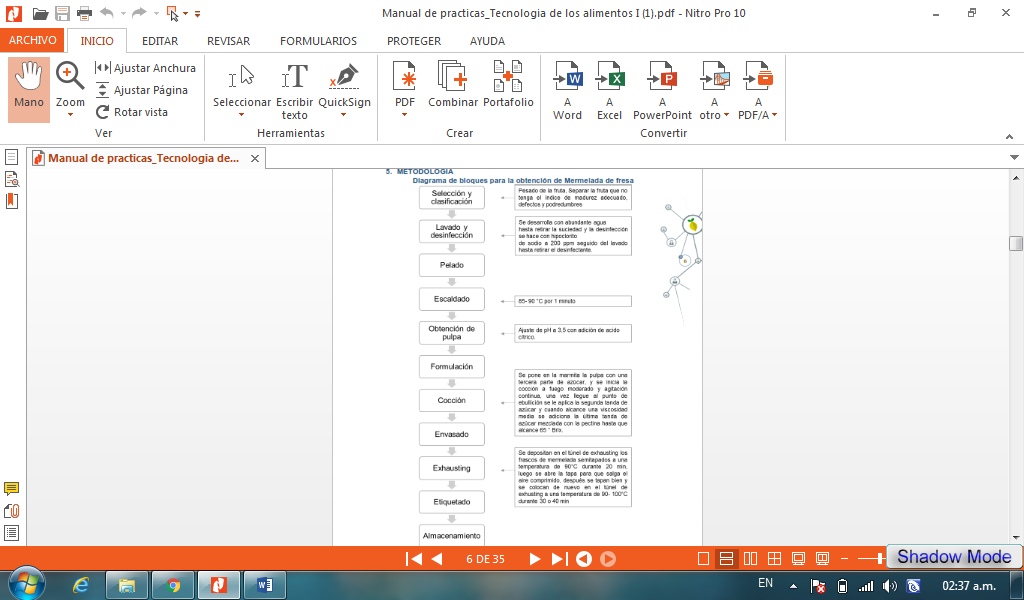 Manual de practicas_Tecnologia de los alimentos I (1).pdf - Nitro Pro 10
ARCHIVO INICIO EDITAR REVISAR FORMULARIOS PROTEGER AYUDA
Mano
Zoom
Ajustar Anchura
Ajustar Página
Rotar vista
Ver
Seleccionar
Escribir
texto
QuickSign
Herramientas
PDF
Combinar
Portafolio
Crear
A
Word
A
Excel
A
PowerPoint
A
otro
A
PDF/A
Convertir
Manual de practicas_Tecnologia de...
5. METODOLOGIA
Diagrama de bloques para la obtención de Mermelada de fresa
Selección y
clasificación
Pesado de la fruta. Separar la fruta que no
tenga el índice de madurez adecuado,
defectos y podredumbres
Lavado y
desinfección
Se desarrolla con abundante agua
hasta retirar la suciedad y la desinfección
se hace con hipoclorito
de sodio a 200 ppm seguido del lavado
hasta retirar el desinfectante.
Pelado
Escaldado
85- 90 °C por 1 minuto
Obtención de
pulpa
Ajuste de pH a 3,5 con adición de acido
cítrico.
Formulación
Cocción
Se pone en la marmita la pulpa con una
tercera parte de azúcar, y se inicia la
cocción a fuego moderado y agitación
continua, una vez llegue al punto de
ebullición se le aplica la segunda tanda de
azúcar y cuando alcance una viscosidad
media se adiciona la última tanda de
azúcar mezclada con la pectina hasta que
alcance 65 ° Brix.
Envasado
Exhausting
Se depositan en el túnel de exhausting los
frascos de mermelada semitapados a una
temperatura de 90°C durante 20 min,
luego se abre la tapa para que salga el
aire comprimido, después se tapan bien y
se colocan de nuevo en el túnel de
exhusting a una temperatura de 90- 100°C
durante 30 o 40 min
Etiquetado
Almacenamiento
6 DE 35
Shadow Mode
EN
02:37 a.m.